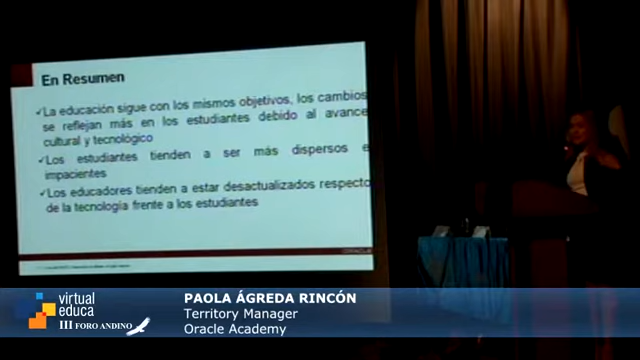 En Resumen
✓La educación sigue con los mismos objetivos, los cambios
se reflejan más en los estudiantes debido al avance
cultural y tecnológico
✓Los estudiantes tienden a ser más dispersos e
impacientes
✓Los educadores tienden a estar desactualizados respecto
de la tecnología frente a los estudiantes
ORACLE
virtual
educa
III FORO ANDINO
PAOLA ÁGREDA RINCÓN
Territory Manager
Oracle Academy